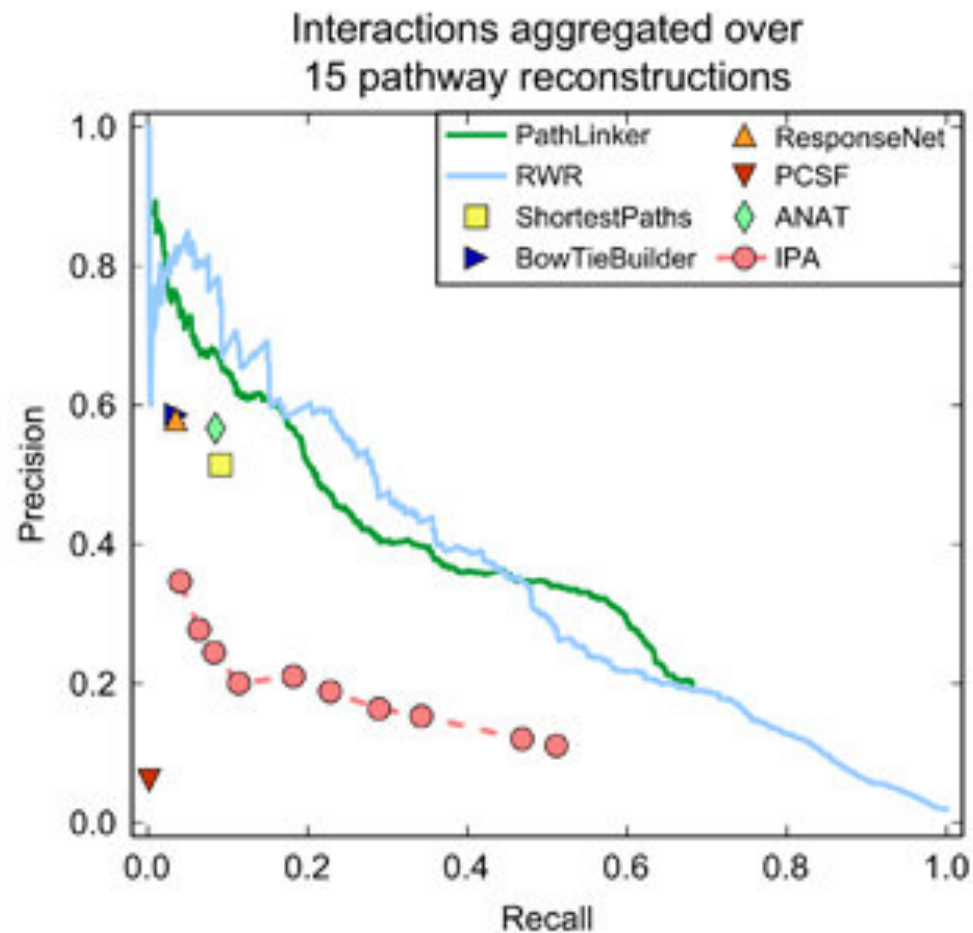 Interactions aggregated over
15 pathway reconstructions
PathLinker
RWR
ShortestPaths
BowTieBuilder
ResponseNet
PCSF
ANAT
IPA
Precision
1.0
0.8
0.6
0.4
0.2
0.0
0.0 0.2 0.4 0.6 0.8 1.0
Recall